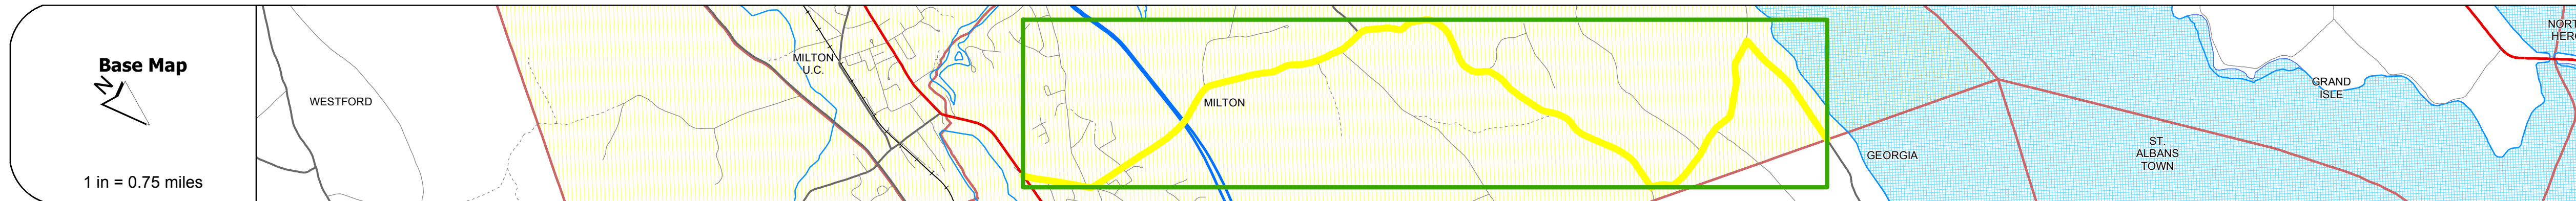 Base Map
N
1 in = 0.75 miles
WESTFORD
MILTON
U.C.
MILTON
GEORGIA
ST.
ALBANS
TOWN
GRAND
ISLE